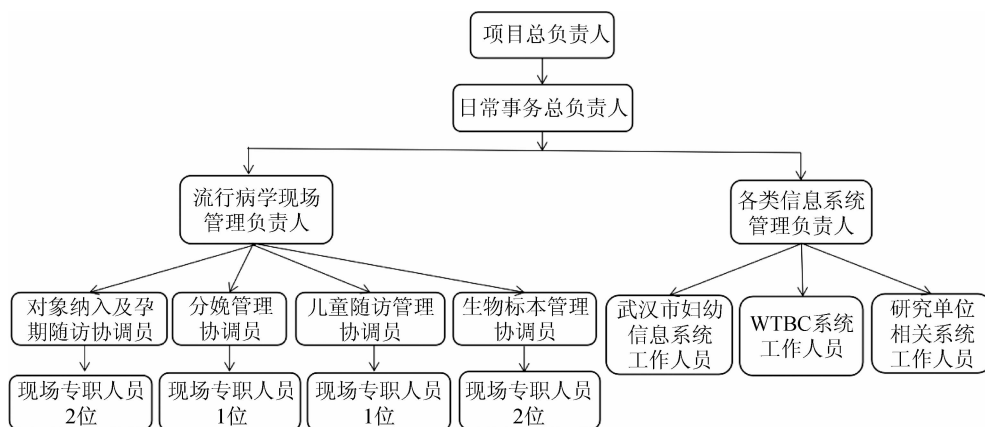 项目总负责人
日常事务总负责人
流行病学现场
管理负责人
各类信息系统
管理负责人
对象纳入及孕
期随访协调员
分娩管理
协调员
儿童随访管理
协调员
生物标本管理
协调员
武汉市妇幼
信息系统
工作人员
WTBC系统
工作人员
研究单位
相关系统
工作人员
现场专职人员
2位
现场专职人员
1位
现场专职人员
1位
现场专职人员
2位